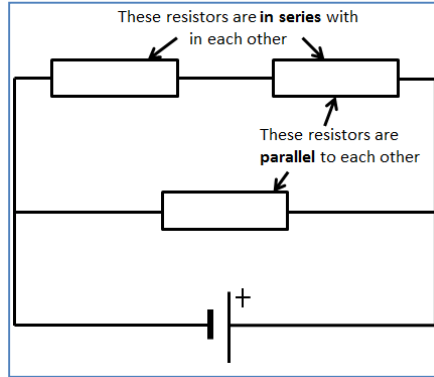 These resistors are in series with
in each other
These resistors are
parallel to each other
+